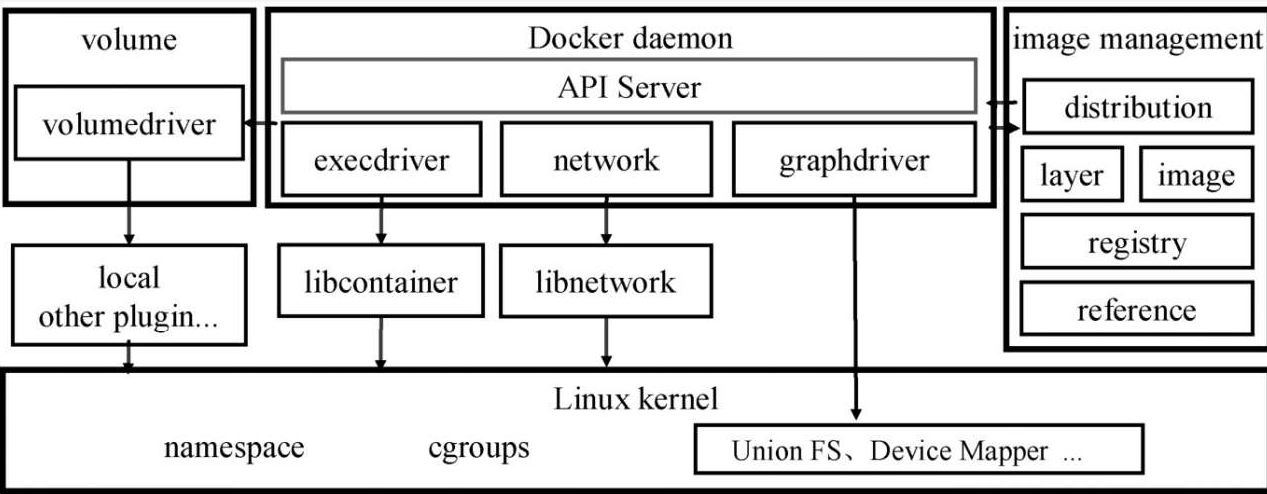 volume
volumedriver
local
other plugin...
Docker daemon
API Server
execdriver
network
graphdriver
libcontainer
libnetwork
image management
distribution
layer
image
registry
reference
Linux kernel
namespace
cgroups
Union FS、Device Mapper ...